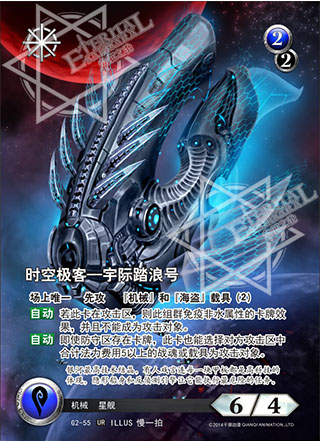 ETERNAL
2
2
ETERNAL
时空极客—宇际踏浪号
场上唯一 先攻 『机械』和『海盗』载具(2)
自动 若此卡在攻击区，则此组群免疫非水属性的卡牌效
果，并且不能成为攻击对象。
自动 即使防守区存在卡牌，此卡也能选择对方攻击区中
合计法力费用5以上的战魂或载具为攻击对象。
机械 星舰
6/4
G2-55 UR ILLUS 慢一拍
©2014千骐动漫 QIANQI ANIMATION.,LTD